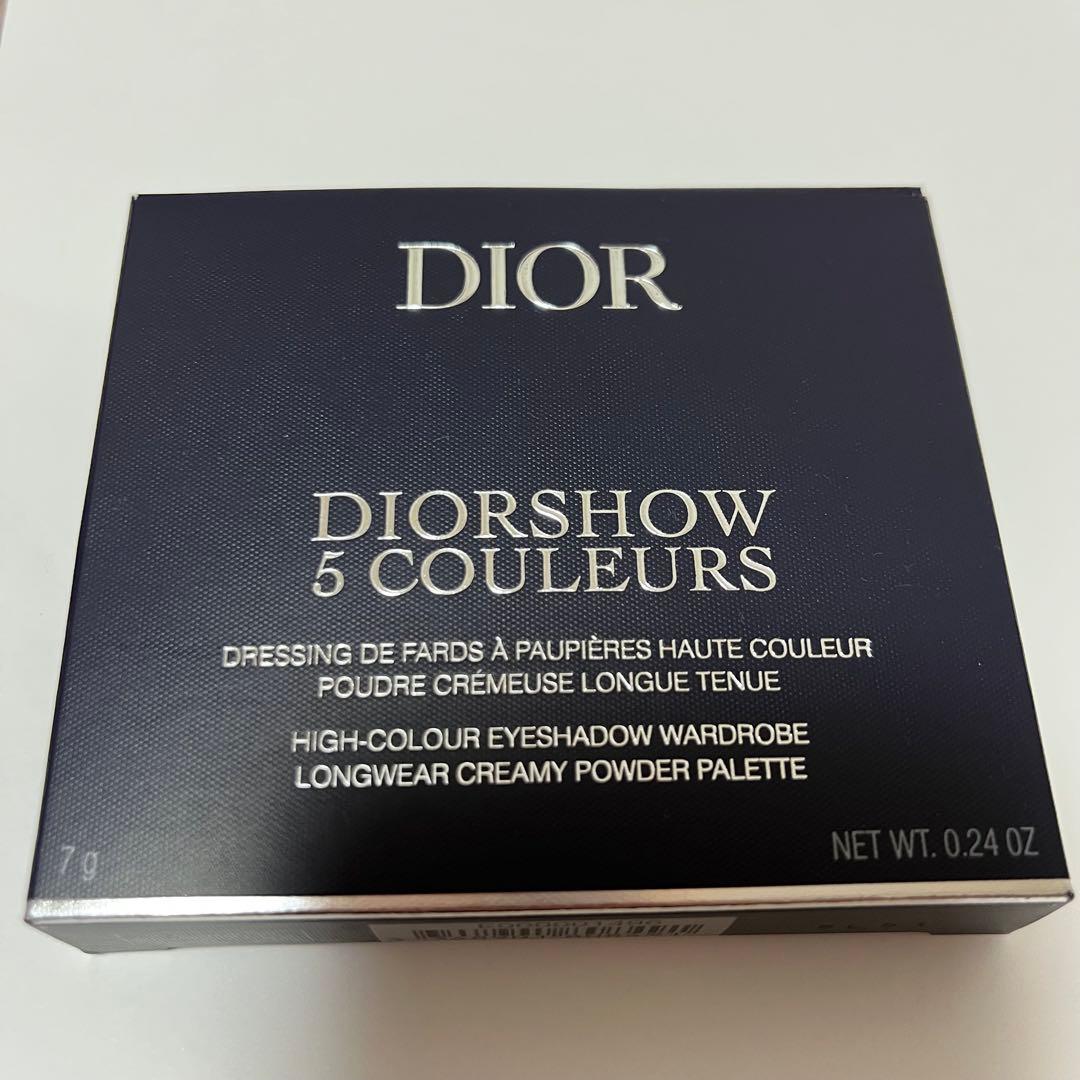 DIOR
DIORSHOW
5 COULEURS
DRESSING DE FARDS À PAUPIÈRES HAUTE COULEUR
POUDRE CRÉMEUSE LONGUE TENUE
HIGH-COLOUR EYESHADOW WARDROBE
LONGWEAR CREAMY POWDER PALETTE
7 g
NET WT. 0.24 OZ